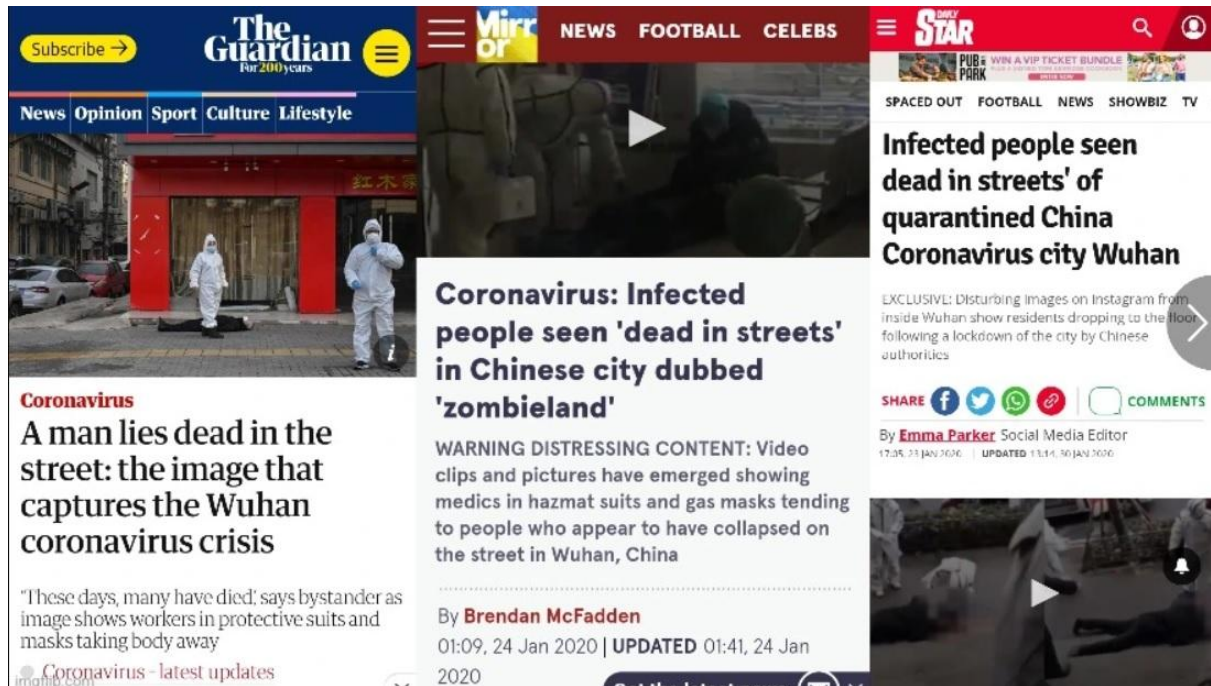 Subscribe →
The
Guardian
For 200 years
News Opinion Sport Culture Lifestyle
红木家
i
Coronavirus
A man lies dead in the
street: the image that
captures the Wuhan
coronavirus crisis
'These days, many have died', says bystander as
image shows workers in protective suits and
masks taking body away
Coronavirus - latest updates
imgflip.com
Mirr
or
NEWS FOOTBALL CELEBS
Coronavirus: Infected
people seen 'dead in streets'
in Chinese city dubbed
'zombieland'
WARNING DISTRESSING CONTENT: Video
clips and pictures have emerged showing
medics in hazmat suits and gas masks tending
to people who appear to have collapsed on
the street in Wuhan, China
By Brendan McFadden
01:09, 24 Jan 2020 | UPDATED 01:41, 24 Jan
2020
DAILY
STAR
PUB IN THE
PARK
WIN A VIP TICKET BUNDLE
ENTER NOW
SPACED OUT FOOTBALL NEWS SHOWBIZ TV
Infected people seen
dead in streets' of
quarantined China
Coronavirus city Wuhan
EXCLUSIVE: Disturbing images on Instagram from
inside Wuhan show residents dropping to the floor
following a lockdown of the city by Chinese
authorities
SHARE COMMENTS
By Emma Parker Social Media Editor
17:05, 23 JAN 2020 | UPDATED 13:14, 30 JAN 2020